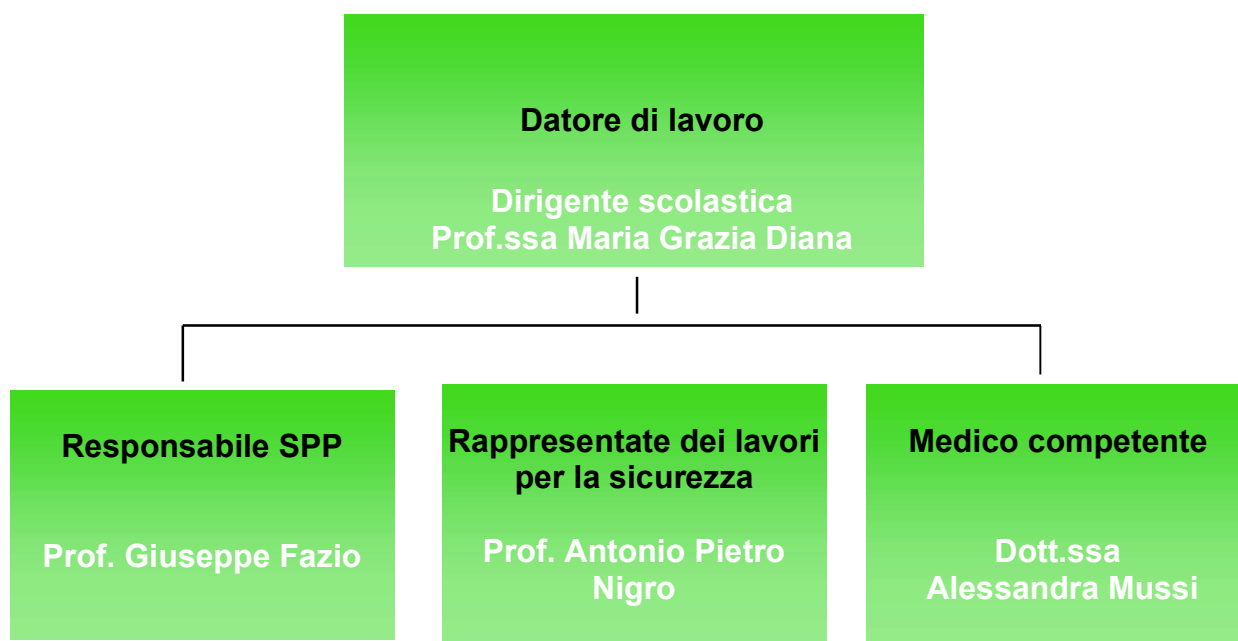 Datore di lavoro
Dirigente scolastica
Prof.ssa Maria Grazia Diana
Responsabile SPP
Prof. Giuseppe Fazio
Rappresentate dei lavori
per la sicurezza
Prof. Antonio Pietro
Nigro
Medico competente
Dott.ssa
Alessandra Mussi